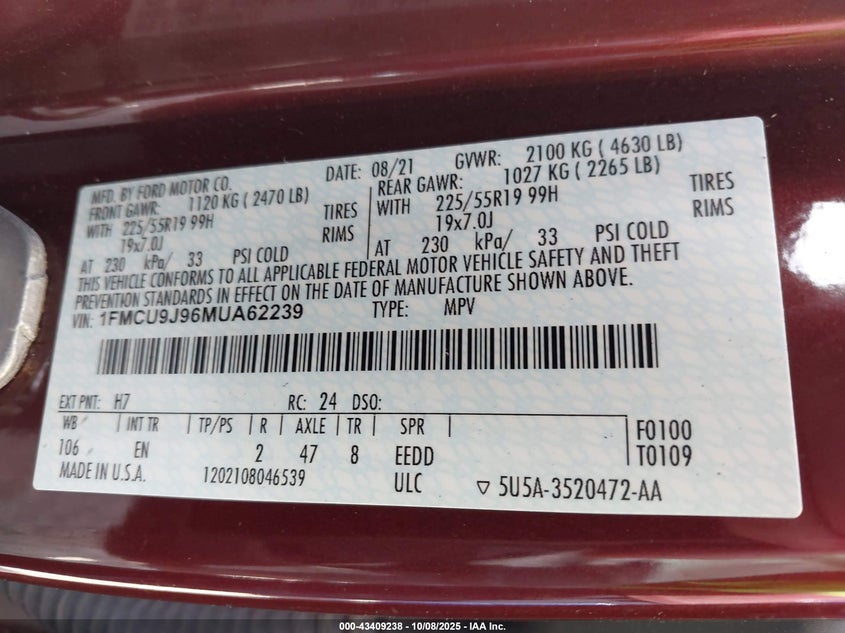 MFD. BY FORD MOTOR CO. DATE: 08/21 GVWR: 2100 KG ( 4630 LB)
FRONT GAWR: 1120 KG ( 2470 LB) REAR GAWR: 1027 KG ( 2265 LB)
WITH 225/55R19 99H TIRES WITH 225/55R19 99H TIRES
19x7.0J RIMS 19x7.0J RIMS
AT 230 kPa/ 33 PSI COLD AT 230 kPa/ 33 PSI COLD
THIS VEHICLE CONFORMS TO ALL APPLICABLE FEDERAL MOTOR VEHICLE SAFETY AND THEFT
PREVENTION STANDARDS IN EFFECT ON THE DATE OF MANUFACTURE SHOWN ABOVE.
VIN: 1FMCU9J96MUA62239 TYPE: MPV
EXT PNT: H7 RC: 24 DSO:
WB INT TR TP/PS R AXLE TR SPR F0100
106 EN 2 47 8 EEDD T0109
MADE IN U.S.A. 1202108046539 ULC ▽ 5U5A-3520472-AA
000-43409238 - 10/08/2025 - IAA Inc.